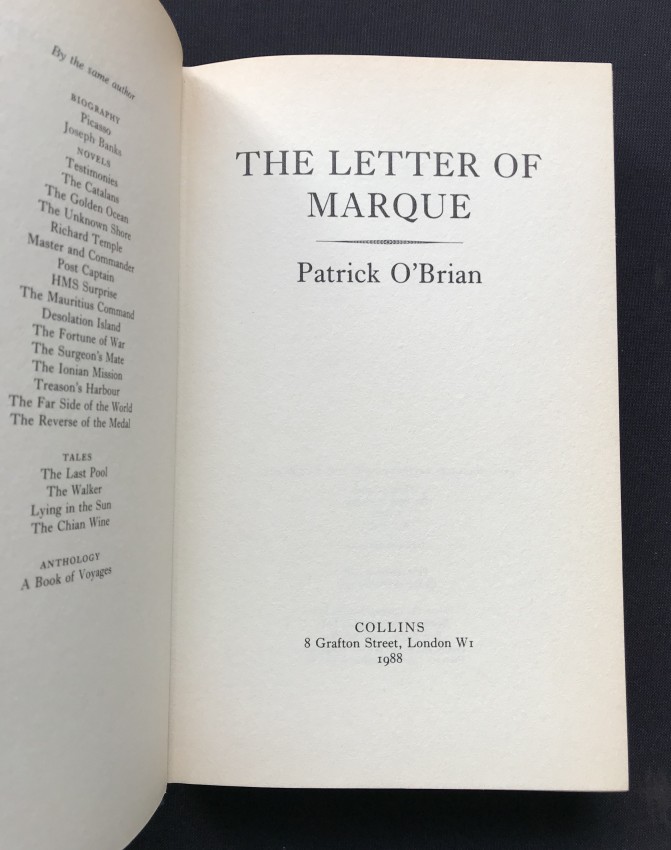 By the same author
BIOGRAPHY
Picasso
Joseph Banks
NOVELS
Testimonies
The Catalans
The Golden Ocean
The Unknown Shore
Richard Temple
Master and Commander
Post Captain
HMS Surprise
The Mauritius Command
Desolation Island
The Fortune of War
The Surgeon's Mate
The Ionian Mission
Treason's Harbour
The Far Side of the World
The Reverse of the Medal
TALES
The Last Pool
The Walker
Lying in the Sun
The Chian Wine
ANTHOLOGY
A Book of Voyages
THE LETTER OF
MARQUE
Patrick O'Brian
COLLINS
8 Grafton Street, London W1
1988